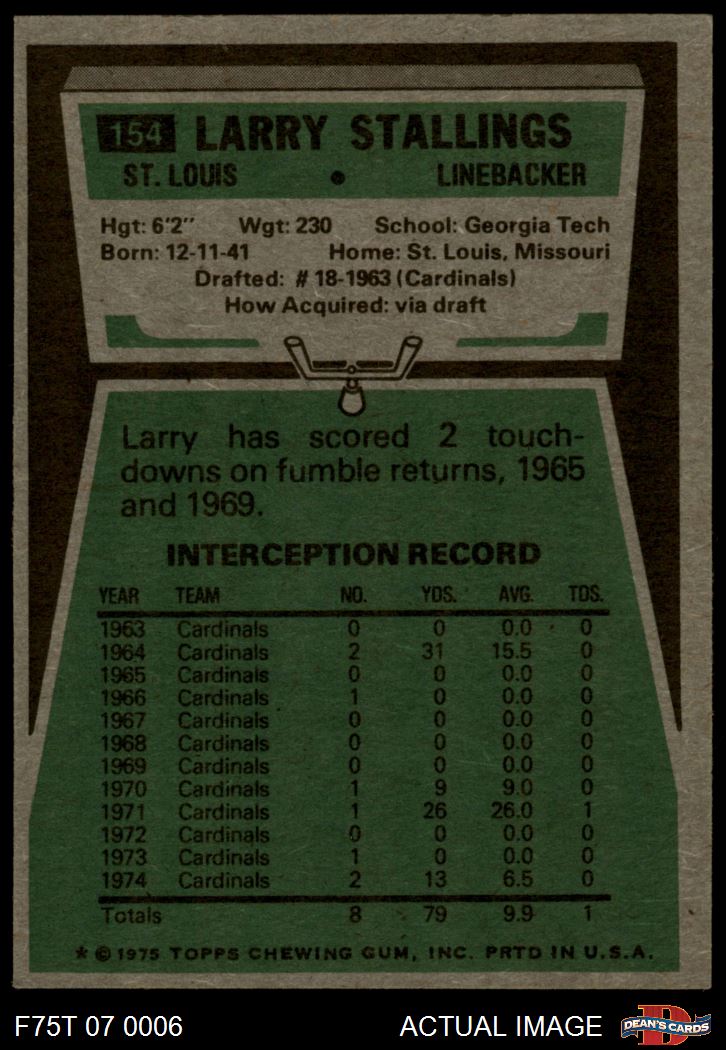 154 LARRY STALLINGS
ST. LOUIS • LINEBACKER
Hgt: 6'2" Wgt: 230 School: Georgia Tech
Born: 12-11-41 Home: St. Louis, Missouri
Drafted: # 18-1963 (Cardinals)
How Acquired: via draft
Larry has scored 2 touch-
downs on fumble returns, 1965
and 1969.
INTERCEPTION RECORD
YEAR TEAM NO. YDS. AVG. TDS.
1963 Cardinals 0 0 0.0 0
1964 Cardinals 2 31 15.5 0
1965 Cardinals 0 0 0.0 0
1966 Cardinals 1 0 0.0 0
1967 Cardinals 0 0 0.0 0
1968 Cardinals 0 0 0.0 0
1969 Cardinals 0 0 0.0 0
1970 Cardinals 1 9 9.0 0
1971 Cardinals 1 26 26.0 1
1972 Cardinals 0 0 0.0 0
1973 Cardinals 1 0 0.0 0
1974 Cardinals 2 13 6.5 0
Totals 8 79 9.9 1
* © 1975 TOPPS CHEWING GUM, INC. PRTD IN U.S.A.
F75T 07 0006 ACTUAL IMAGE D DEAN'S CARDS